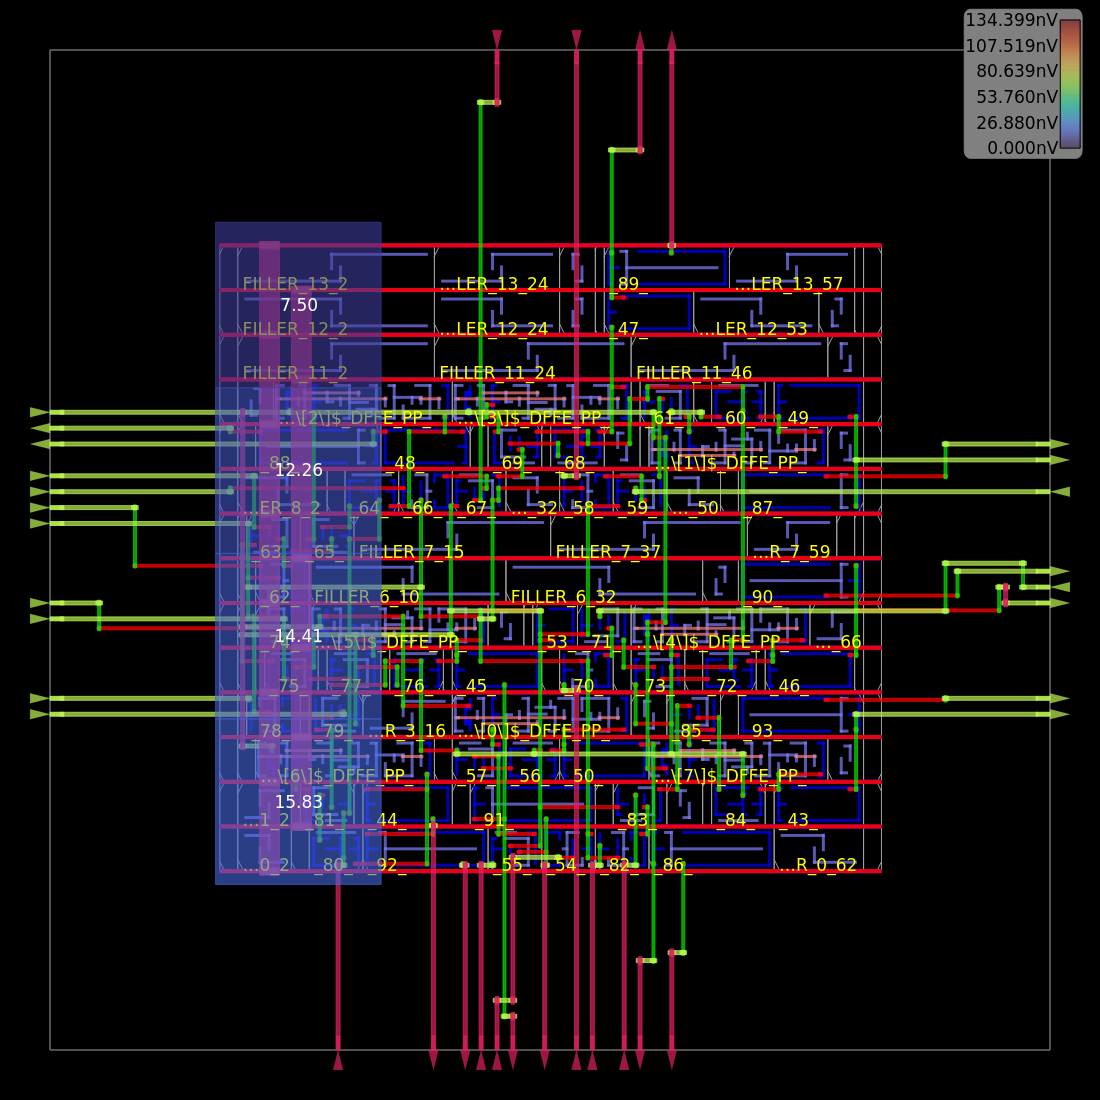 134.399nV
107.519nV
80.639nV
53.760nV
26.880nV
0.000nV
FILLER_13_2 ...LER_13_24 _89_ ...LER_13_57
7.50
FILLER_12_2 ...LER_12_24 _47_ ...LER_12_53
FILLER_11_2 FILLER_11_24 FILLER_11_46
...\[2\]$_DFFE_PP_ ...\[3\]$_DFFE_PP_ _61_ _60_ _49_
_88_ _48_ _69_ _68_ ...\[1\]$_DFFE_PP_
12.26
...ER_8_2 _64_ _66_ _67_ ..._32_ _58_ _59_ ..._50_ _87_
_63_ _65_ FILLER_7_15 FILLER_7_37 ...R_7_59
_62_ FILLER_6_10 FILLER_6_32 _90_
14.41
_74_ ...\[5\]$_DFFE_PP_ _53_ _71_ ...\[4\]$_DFFE_PP_ ..._66
_75_ _77_ _76_ _45_ _70_ _73_ _72_ _46_
_78_ _79_ ...R_3_16 ...\[0\]$_DFFE_PP_ _85_ _93_
...\[6\]$_DFFE_PP_ _57_ _56_ _50_ ...\[7\]$_DFFE_PP_
15.83
...1_2 _81_ _44_ _91_ _83_ _84_ _43_
...0_2 _80_ _92_ _55_ _54_ _82_ _86_ ...R_0_62